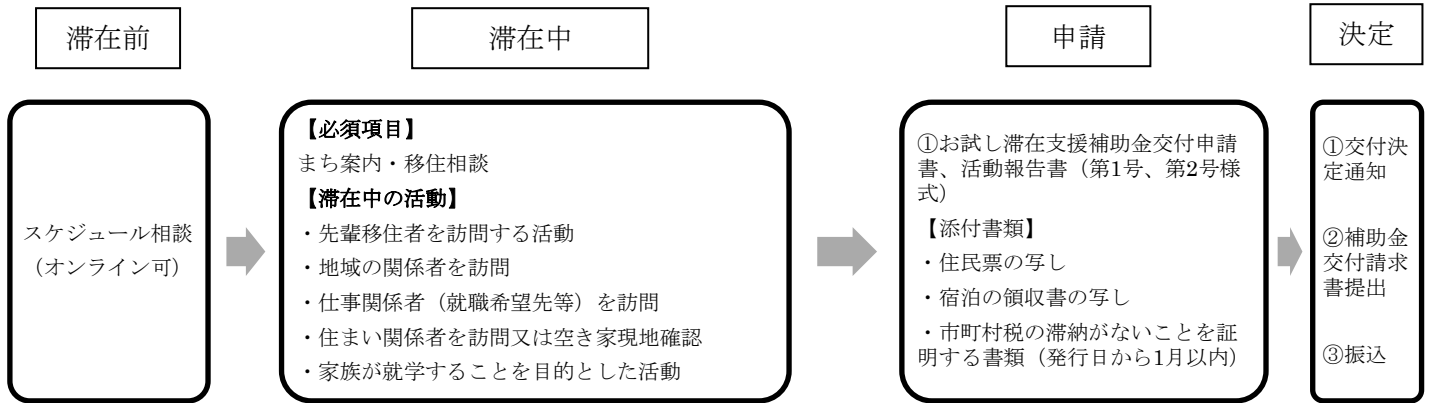 滞在前
滞在中
申請
決定
スケジュール相談
(オンライン可)
【必須項目】
まち案内・移住相談
【滞在中の活動】
・先輩移住者を訪問する活動
・地域の関係者を訪問
・仕事関係者(就職希望先等)を訪問
・住まい関係者を訪問又は空き家現地確認
・家族が就学することを目的とした活動
①お試し滞在支援補助金交付申請
書、活動報告書(第1号、第2号様
式)
【添付書類】
・住民票の写し
・宿泊の領収書の写し
・市町村税の滞納がないことを証
明する書類(発行日から1月以内)
①交付決
定通知
②補助金
交付請求
書提出
③振込